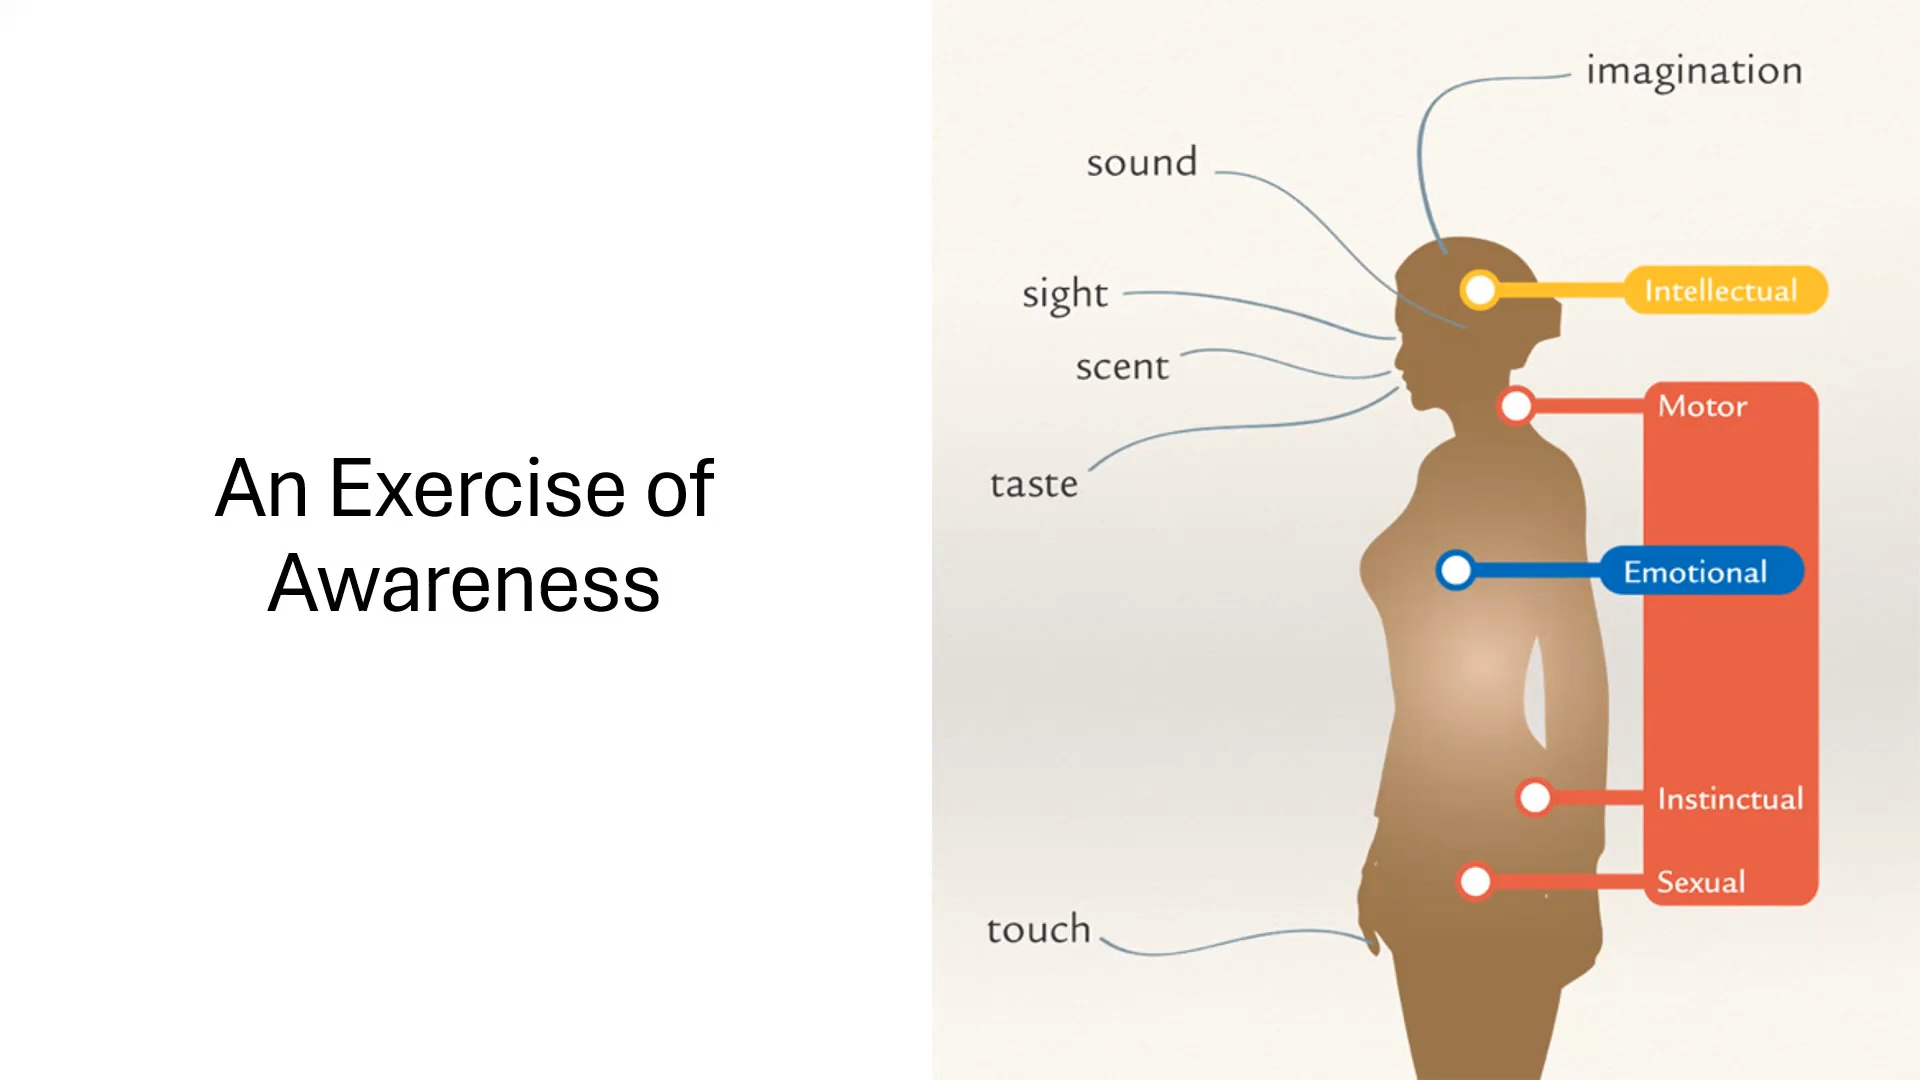 An Exercise of
Awareness
imagination
sound
sight
scent
taste
touch
Intellectual
Motor
Emotional
Instinctual
Sexual